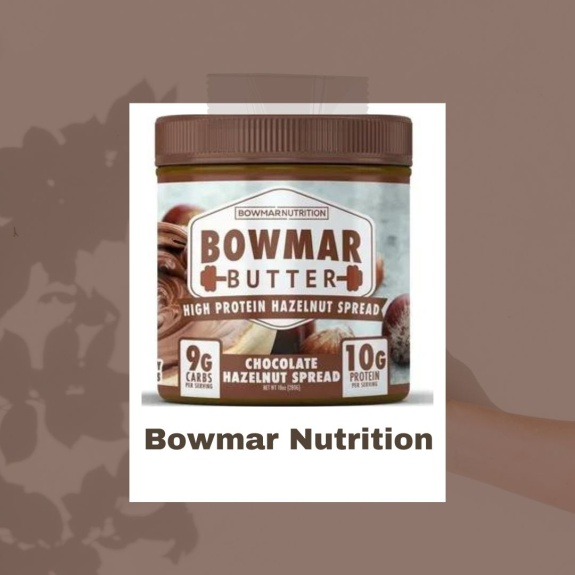 BOWMARNUTRITION
BOWMAR
BUTTER
HIGH PROTEIN HAZELNUT SPREAD
9G
CARBS
PER SERVING
CHOCOLATE
HAZELNUT SPREAD
10G
PROTEIN
PER SERVING
Bowmar Nutrition